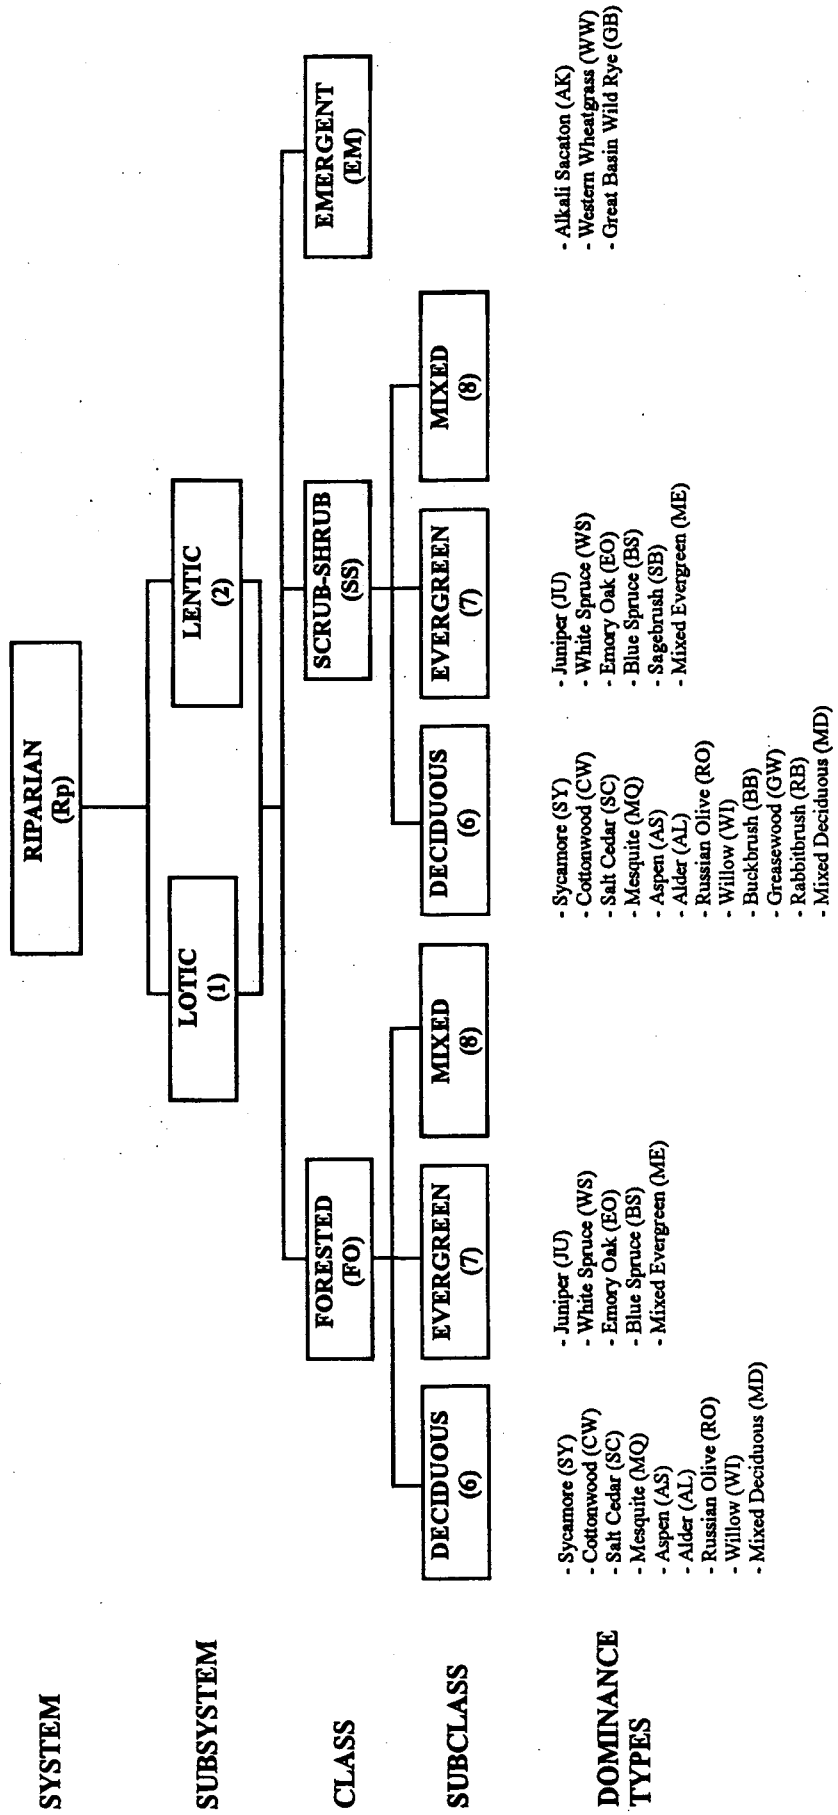 SYSTEM
RIPARIAN
(Rp)
SUBSYSTEM
LOTIC
(1)
LENTIC
(2)
CLASS
FORESTED
(FO)
SCRUB-SHRUB
(SS)
EMERGENT
(EM)
SUBCLASS
DECIDUOUS
(6)
EVERGREEN
(7)
MIXED
(8)
DECIDUOUS
(6)
EVERGREEN
(7)
MIXED
(8)
DOMINANCE
TYPES
- Sycamore (SY)
- Cottonwood (CW)
- Salt Cedar (SC)
- Mesquite (MQ)
- Aspen (AS)
- Alder (AL)
- Russian Olive (RO)
- Willow (WI)
- Mixed Deciduous (MD)
- Juniper (JU)
- White Spruce (WS)
- Emory Oak (EO)
- Blue Spruce (BS)
- Mixed Evergreen (ME)
- Sycamore (SY)
- Cottonwood (CW)
- Salt Cedar (SC)
- Mesquite (MQ)
- Aspen (AS)
- Alder (AL)
- Russian Olive (RO)
- Willow (WI)
- Buckbrush (BB)
- Greasewood (GW)
- Rabbitbrush (RB)
- Mixed Deciduous (MD)
- Juniper (JU)
- White Spruce (WS)
- Emory Oak (EO)
- Blue Spruce (BS)
- Sagebrush (SB)
- Mixed Evergreen (ME)
- Alkali Sacaton (AK)
- Western Wheatgrass (WW)
- Great Basin Wild Rye (GB)